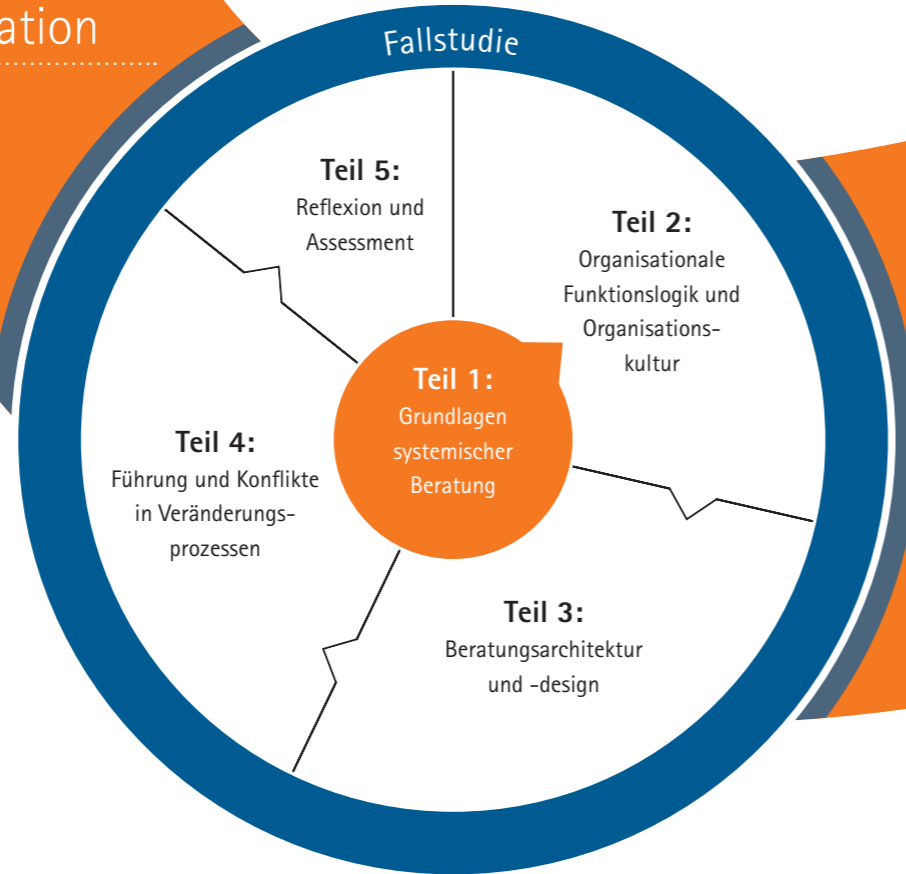 ation
Fallstudie
Teil 1:
Grundlagen
systemischer
Beratung
Teil 2:
Organisationale
Funktionslogik und
Organisations-
kultur
Teil 3:
Beratungsarchitektur
und -design
Teil 4:
Führung und Konflikte
in Veränderungs-
prozessen
Teil 5:
Reflexion und
Assessment